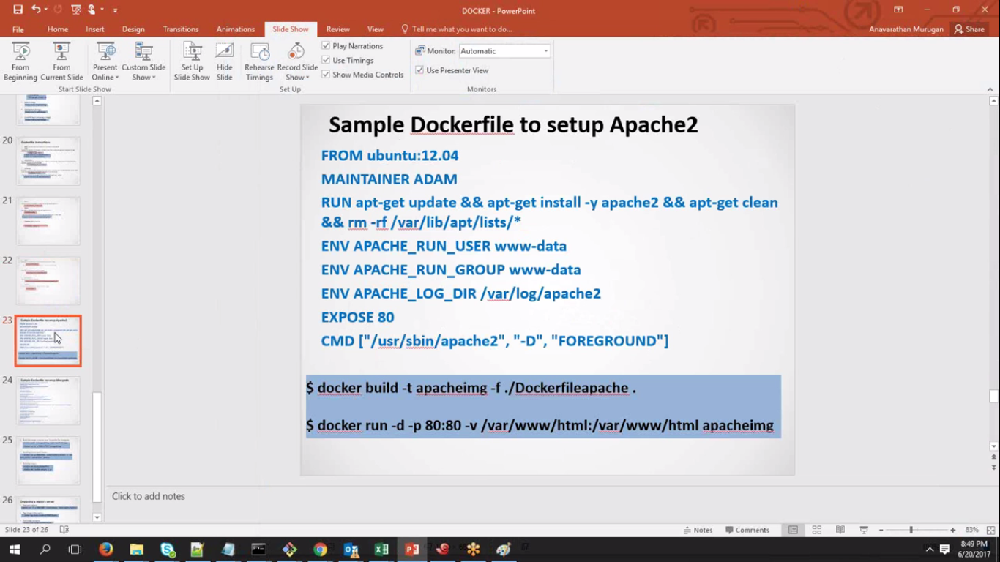 DOCKER - PowerPoint
File Home Insert Design Transitions Animations Slide Show Review View Tell me what you want to do... Anavarathan Murugan Share
From Beginning
From Current Slide
Present Online
Custom Slide Show
Set Up Slide Show
Hide Slide
Rehearse Timings
Record Slide Show
Play Narrations
Use Timings
Show Media Controls
Monitor: Automatic
Use Presenter View
Start Slide Show Set Up Monitors
20
21
22
23
24
25
26
Sample Dockerfile to setup Apache2
FROM ubuntu:12.04
MAINTAINER ADAM
RUN apt-get update && apt-get install -y apache2 && apt-get clean
&& rm -rf /var/lib/apt/lists/*
ENV APACHE_RUN_USER www-data
ENV APACHE_RUN_GROUP www-data
ENV APACHE_LOG_DIR /var/log/apache2
EXPOSE 80
CMD ["/usr/sbin/apache2", "-D", "FOREGROUND"]
$ docker build -t apacheimg -f ./Dockerfileapache .
$ docker run -d -p 80:80 -v /var/www/html:/var/www/html apacheimg
Click to add notes
Slide 23 of 26 Notes Comments 83%
8:49 PM
6/20/2017